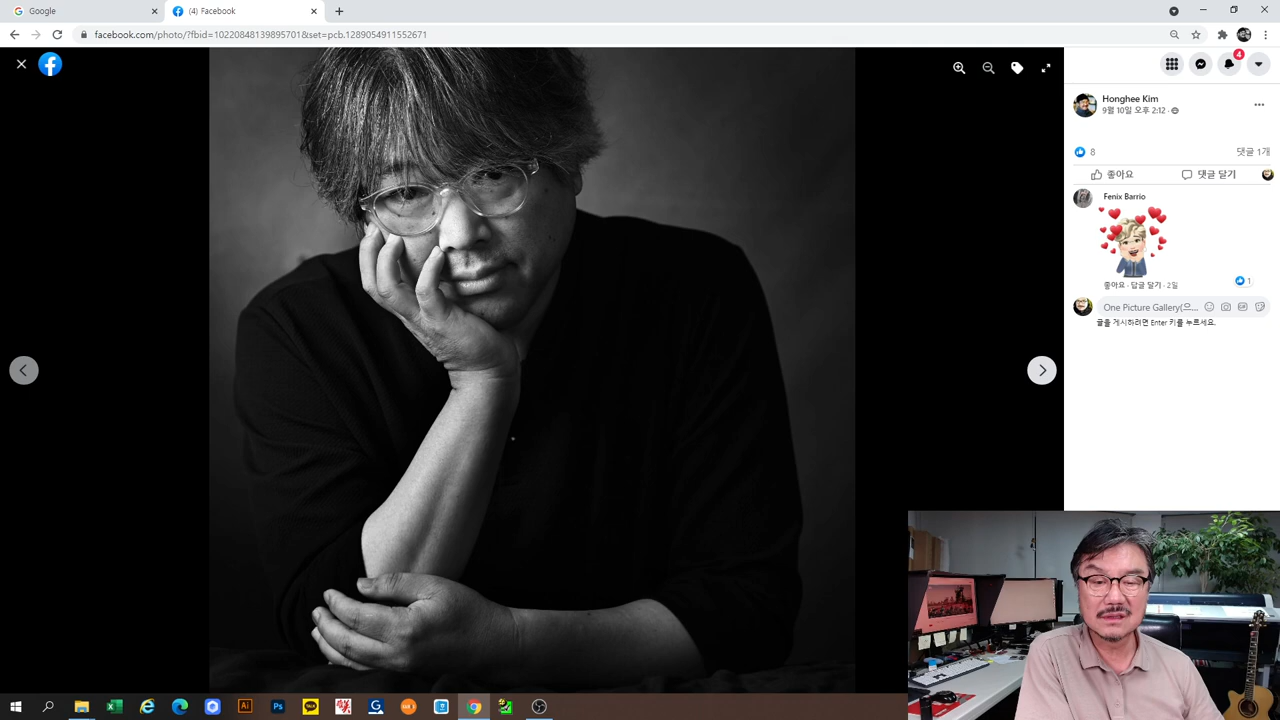 Google
(4) Facebook
facebook.com/photo/?fbid=10220848139895701&set=pcb.1289054911552671
4
Honghee Kim
9월 10일 오후 2:12 ·
8
댓글 1개
좋아요
댓글 달기
Fenix Barrio
좋아요 · 답글 달기 · 2일
1
One Picture Gallery(으...
글을 게시하려면 Enter 키를 누르세요.
Ai
Ps